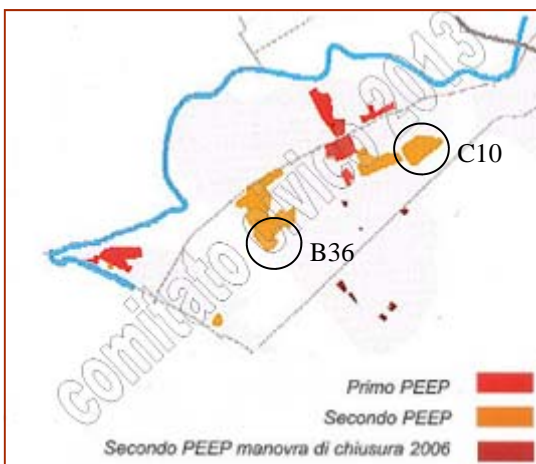 comitato civico 2013
C10
B36
Primo PEEP
Secondo PEEP
Secondo PEEP manovra di chiusura 2006